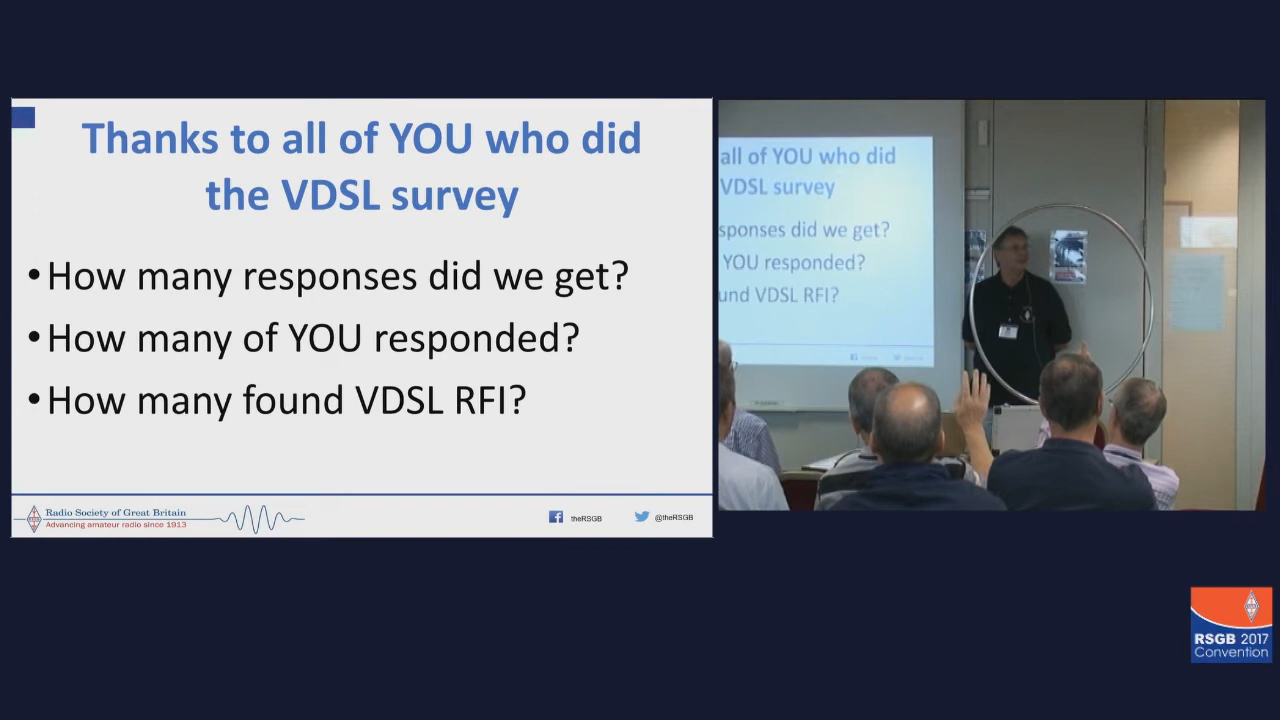 Thanks to all of YOU who did
the VDSL survey
•How many responses did we get?
•How many of YOU responded?
•How many found VDSL RFI?
Radio Society of Great Britain
Advancing amateur radio since 1913
theRSGB
@theRSGB
all of YOU who did
VDSL survey
sponses did we get?
YOU responded?
und VDSL RFI?
RSGB 2017
Convention